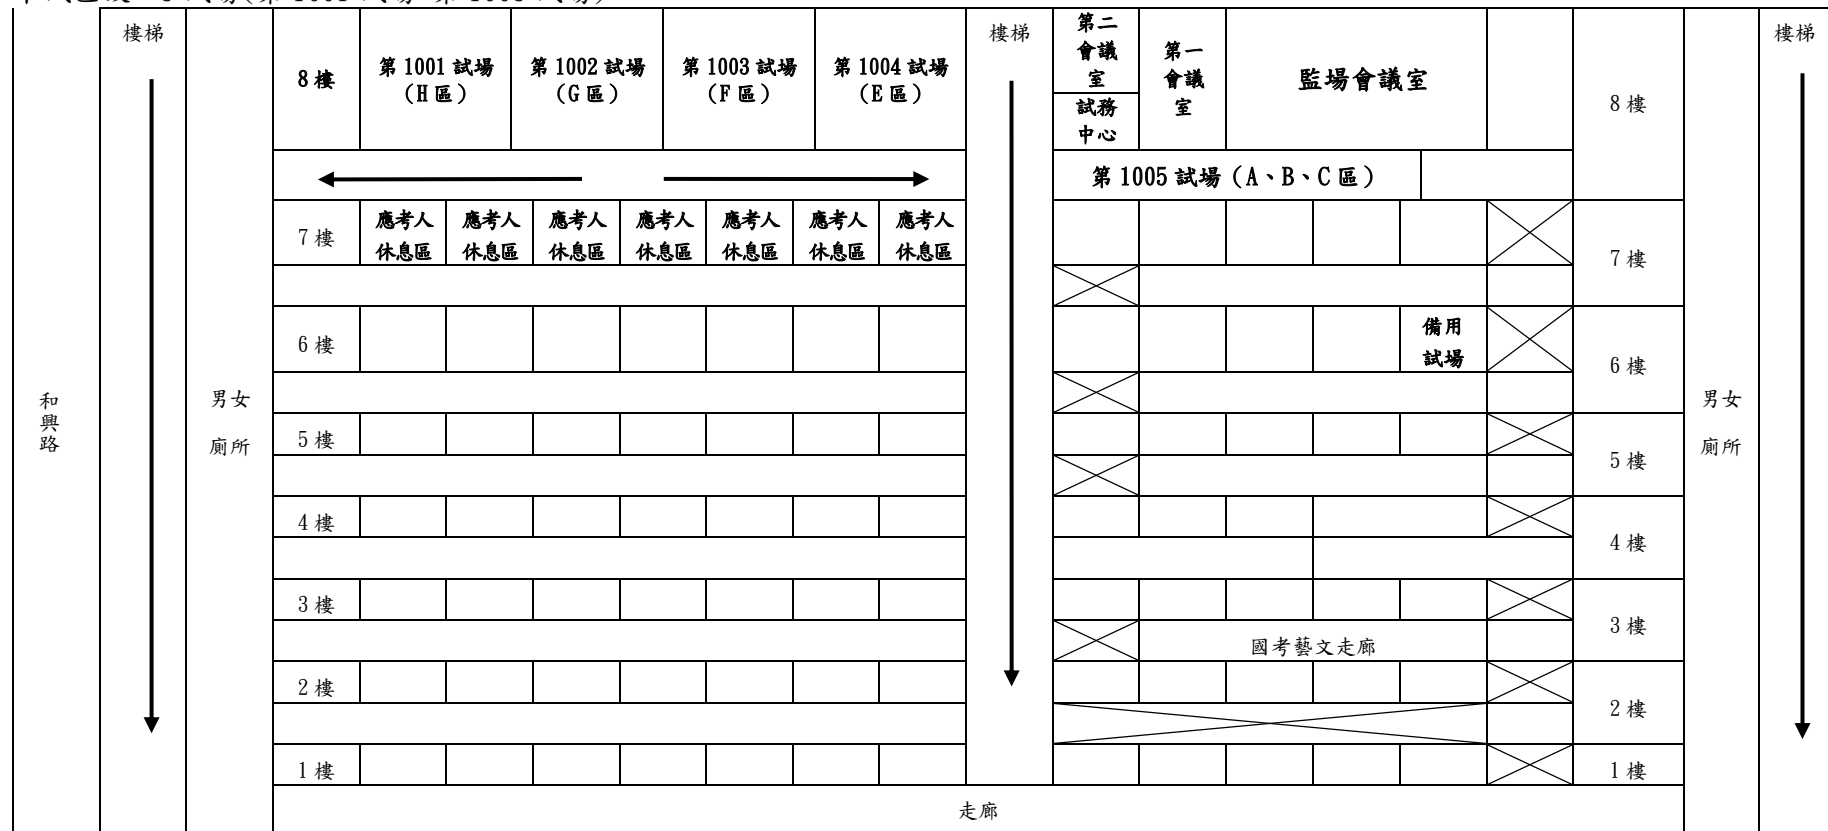 樓梯
8樓
第1001試場
(H區)
第1002試場
(G區)
第1003試場
(F區)
第1004試場
(E區)
樓梯
第二
會議
室
試務
中心
第一
會議
室
監場會議室
8樓
樓梯
第1005試場(A、B、C區)
7樓
應考人
休息區
應考人
休息區
應考人
休息區
應考人
休息區
應考人
休息區
應考人
休息區
應考人
休息區
7樓
6樓
備用
試場
6樓
和
興
路
男女
廁所
男女
廁所
5樓
5樓
4樓
4樓
3樓
3樓
國考藝文走廊
2樓
2樓
1樓
1樓
走廊